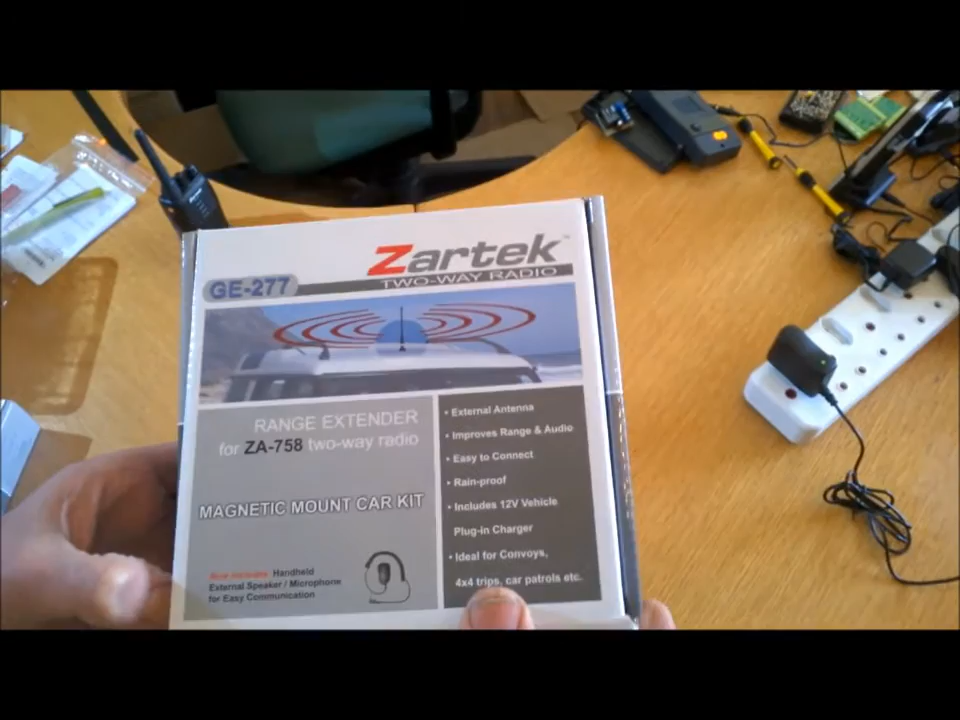 Zartek™
TWO-WAY RADIO
GE-277
RANGE EXTENDER
for ZA-758 two-way radio
MAGNETIC MOUNT CAR KIT
Handheld
External Speaker / Microphone
for Easy Communication
• External Antenna
• Improves Range & Audio
• Easy to Connect
• Rain-proof
• Includes 12V Vehicle
Plug-in Charger
• Ideal for Convoys,
4x4 trips, car patrols etc.